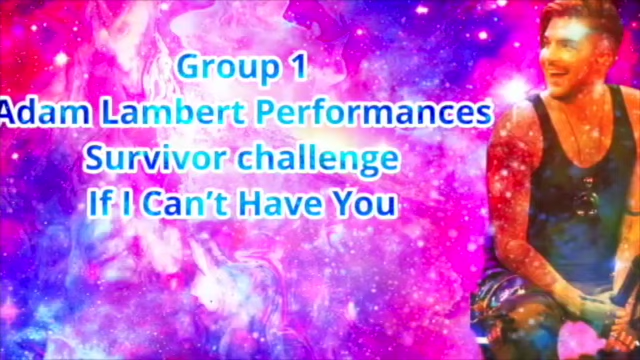 Group 1
Adam Lambert Performances
Survivor challenge
If I Can't Have You